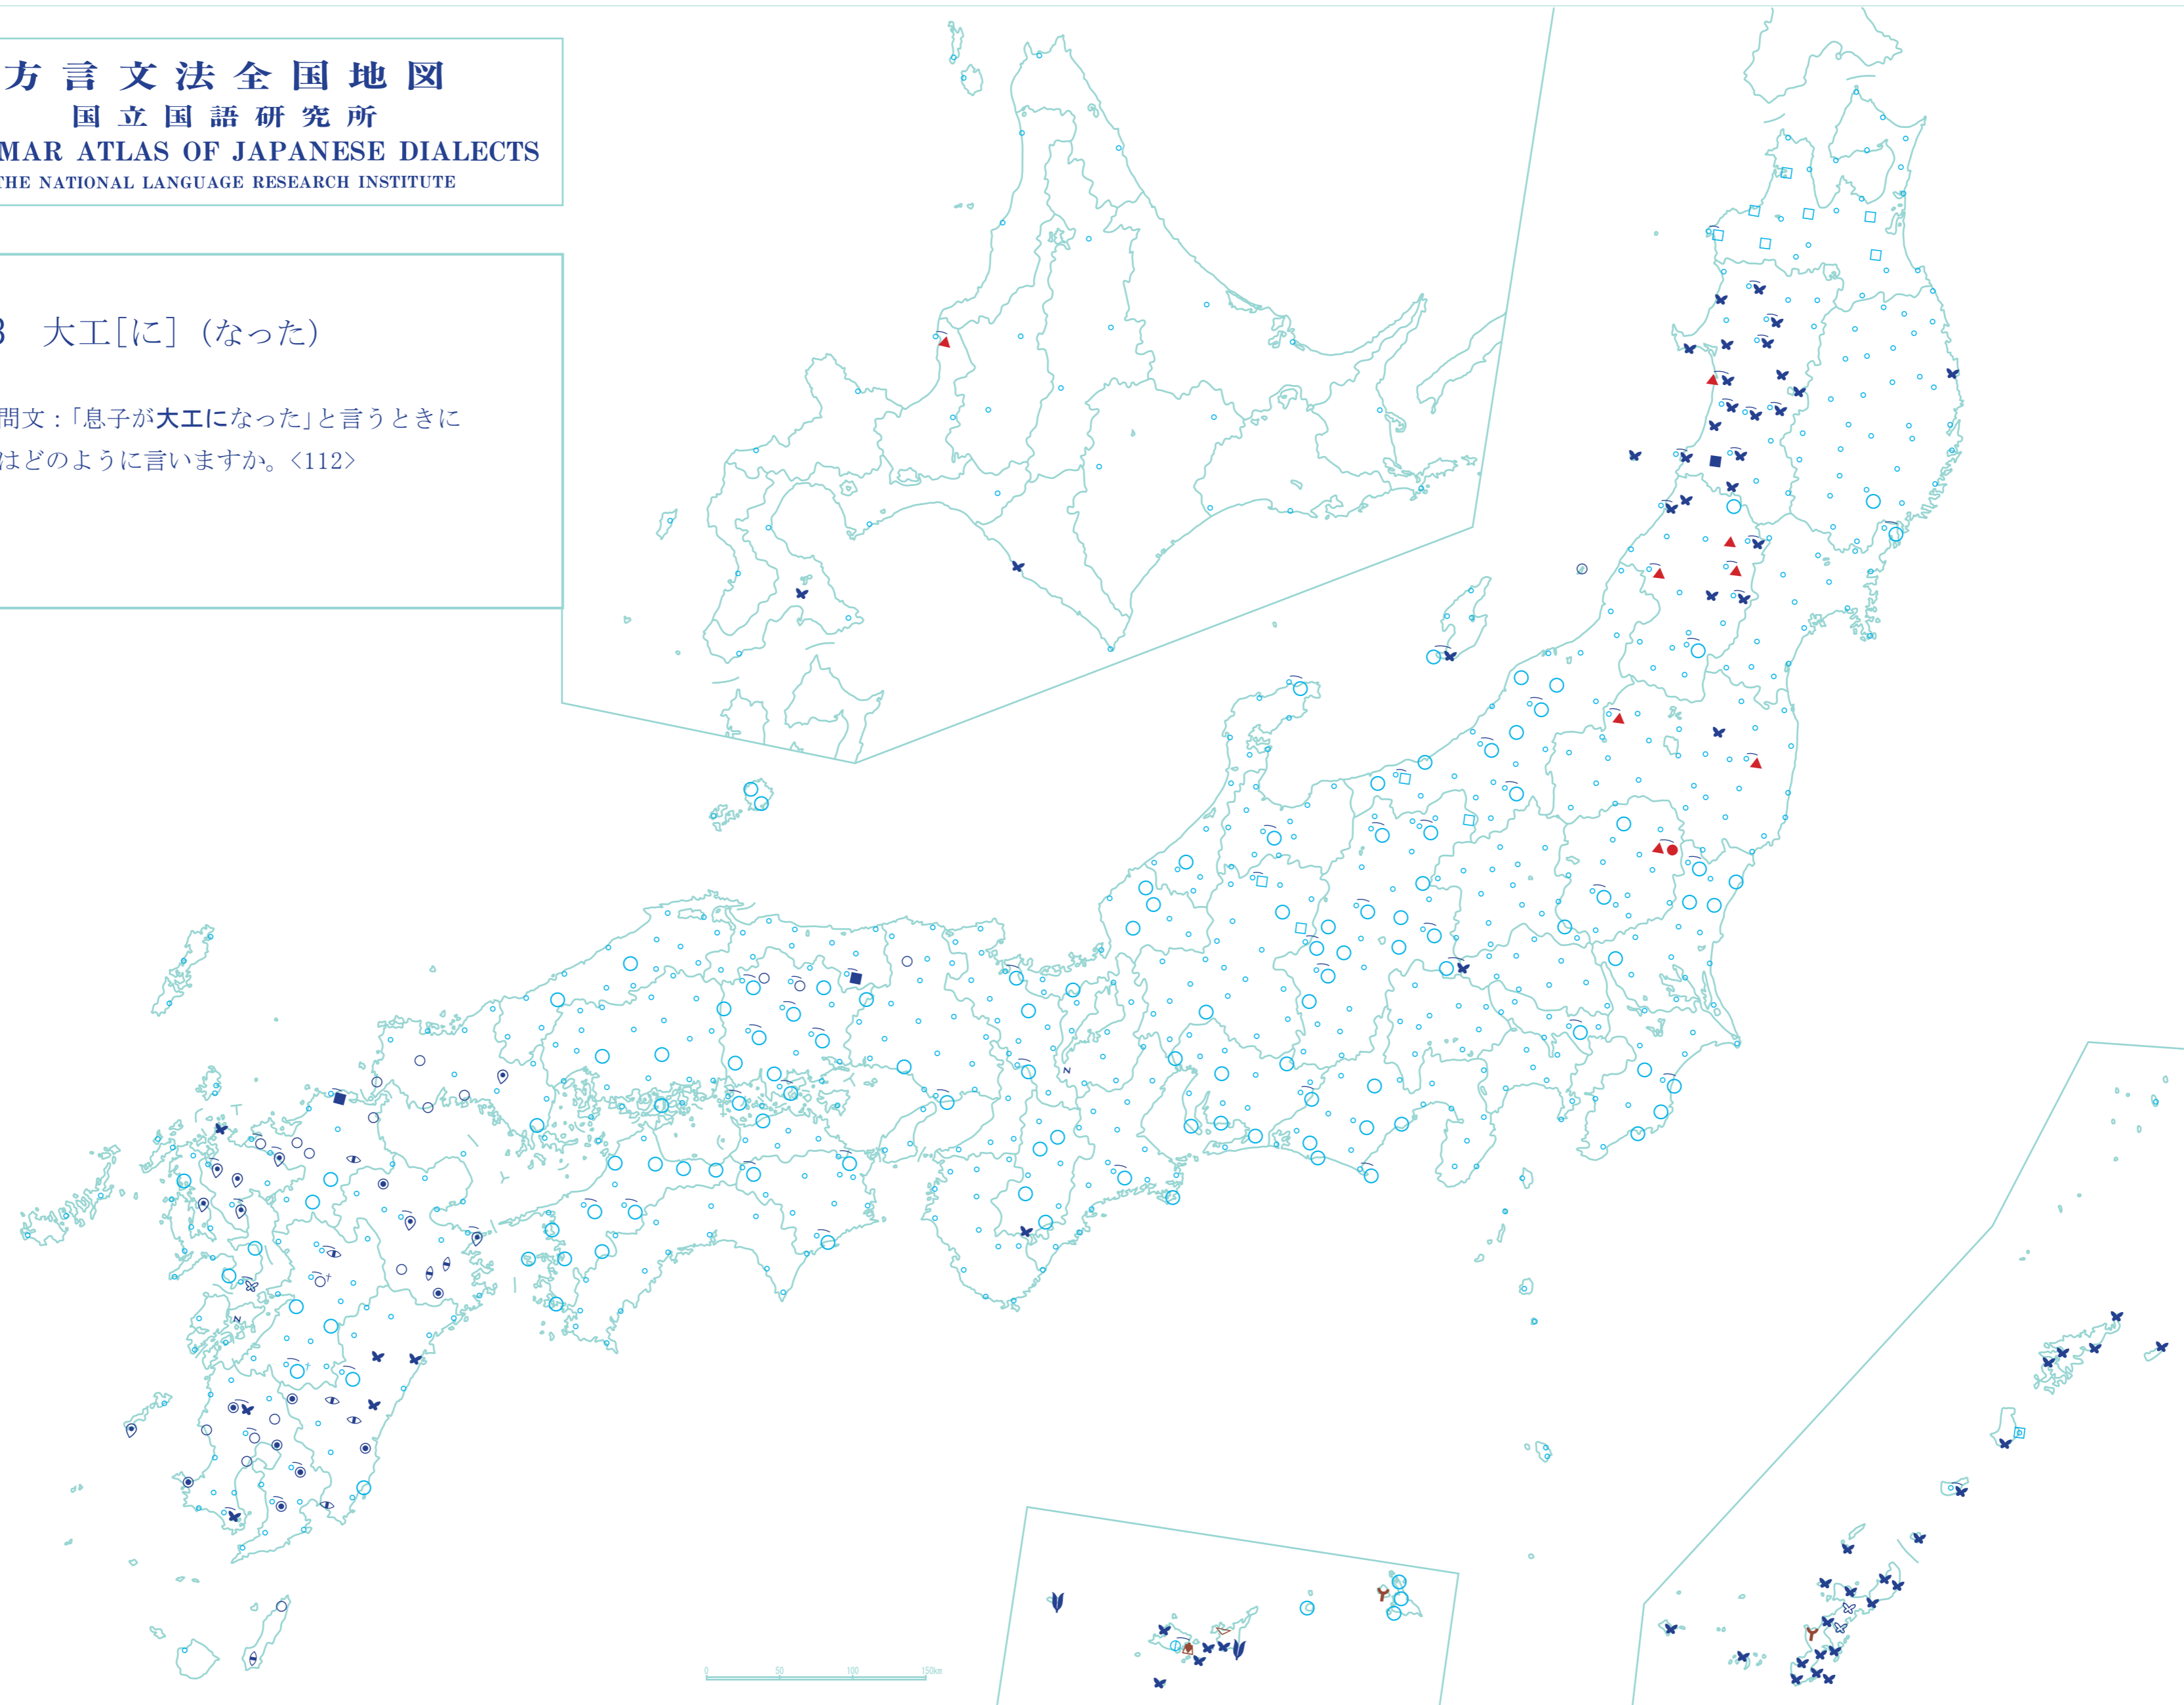 方言文法全国地図
国立国語研究所
MAR ATLAS OF JAPANESE DIALECTS
THE NATIONAL LANGUAGE RESEARCH INSTITUTE
大工[に]（なった）
問文：「息子が大工になった」と言うときに
はどのように言いますか。<112>
N
N
†
†
0 50 100 150km